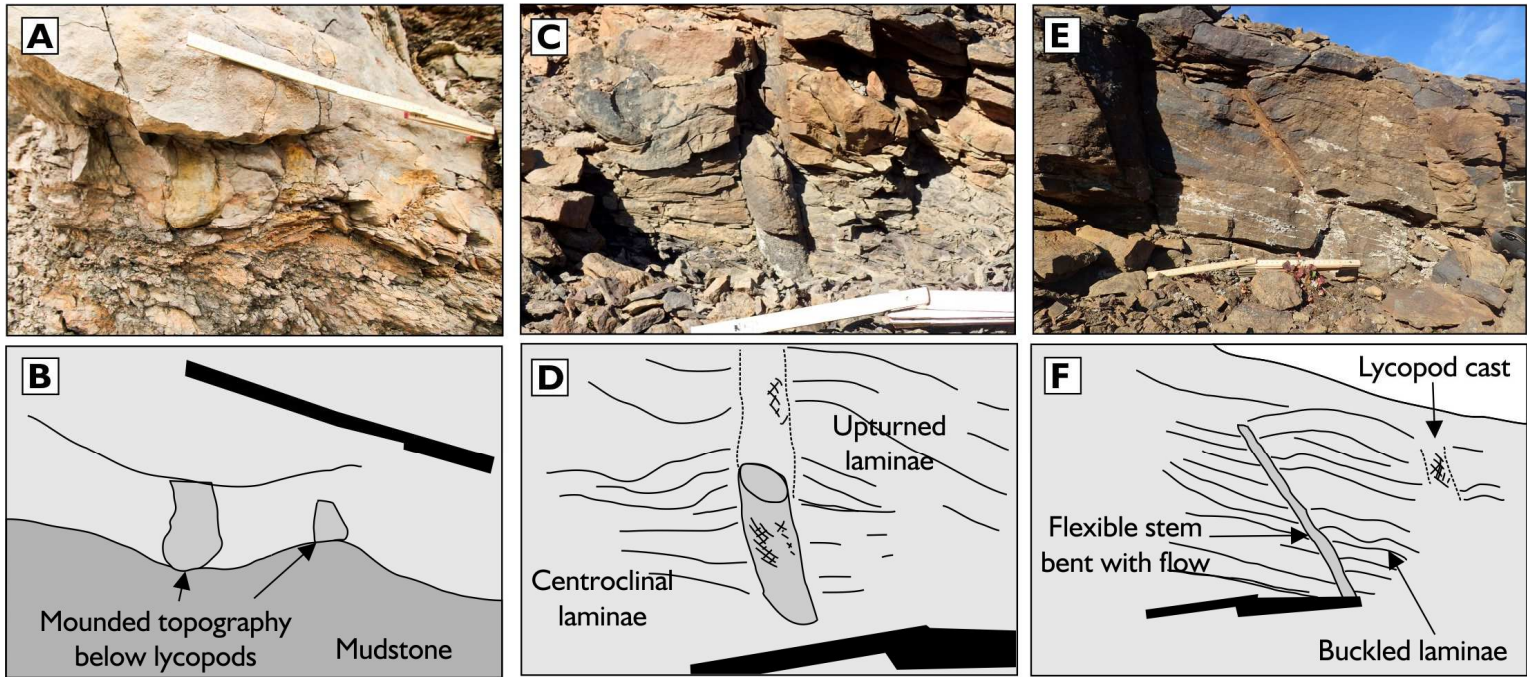 A
C
E
B
Mounded topography
below lycopods
Mudstone
D
Upturned
laminae
Centroclinal
laminae
F
Lycopod cast
Flexible stem
bent with flow
Buckled laminae